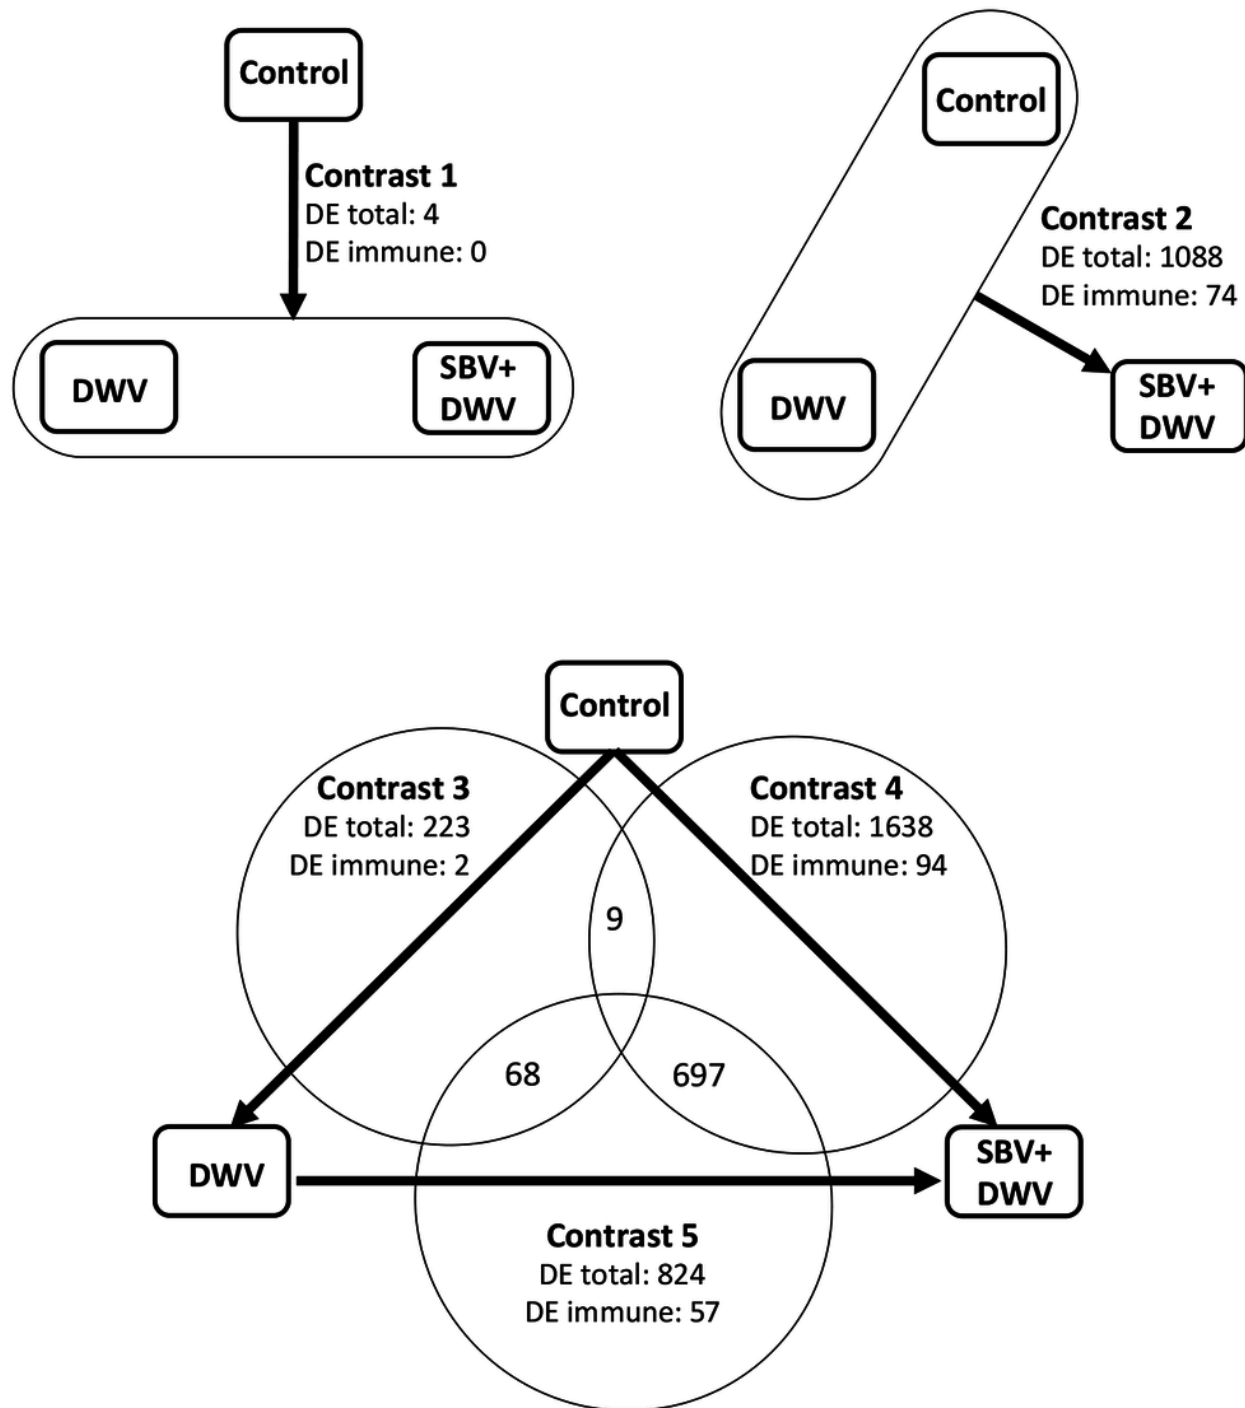 Control
Contrast 1
DE total: 4
DE immune: 0
DWV
SBV+
DWV
Control
Contrast 2
DE total: 1088
DE immune: 74
DWV
SBV+
DWV
Control
Contrast 3
DE total: 223
DE immune: 2
Contrast 4
DE total: 1638
DE immune: 94
9
68
697
DWV
SBV+
DWV
Contrast 5
DE total: 824
DE immune: 57